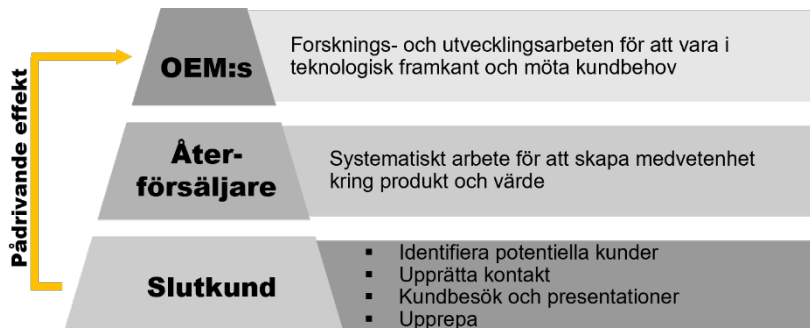 Pådrivande effekt
OEM:s
Forsknings- och utvecklingsarbeten för att vara i
teknologisk framkant och möta kundbehov
Åter-
försäljare
Systematiskt arbete för att skapa medvetenhet
kring produkt och värde
Slutkund
▪ Identifiera potentiella kunder
▪ Upprätta kontakt
▪ Kundbesök och presentationer
▪ Upprepa